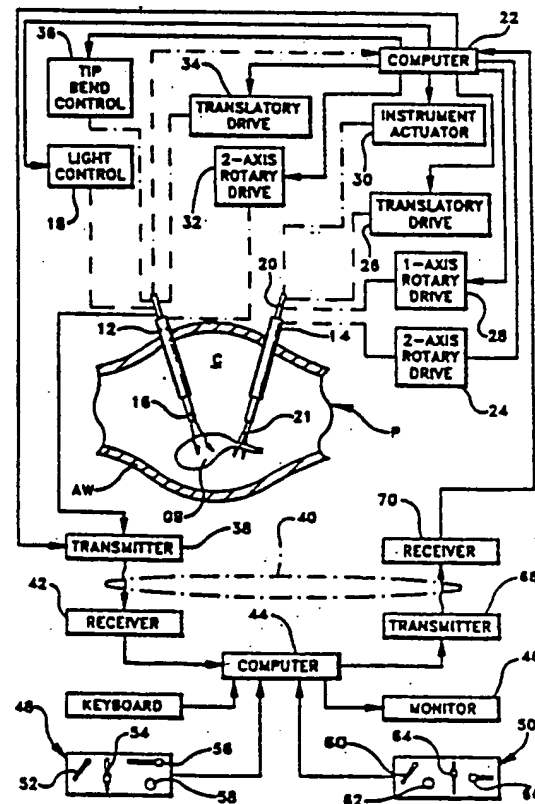 36
22
TIP
BEND
CONTROL
34
COMPUTER
TRANSLATORY
DRIVE
INSTRUMENT
ACTUATOR
LIGHT
CONTROL
2-AXIS
ROTARY
DRIVE
30
18
32
TRANSLATORY
DRIVE
26
20
1-AXIS
ROTARY
DRIVE
12
14
28
2-AXIS
ROTARY
DRIVE
16
21
24
P
AW
70
40
TRANSMITTER
38
RECEIVER
42
44
68
RECEIVER
TRANSMITTER
COMPUTER
46
KEYBOARD
MONITOR
48
54
56
60
64
50
52
58
62